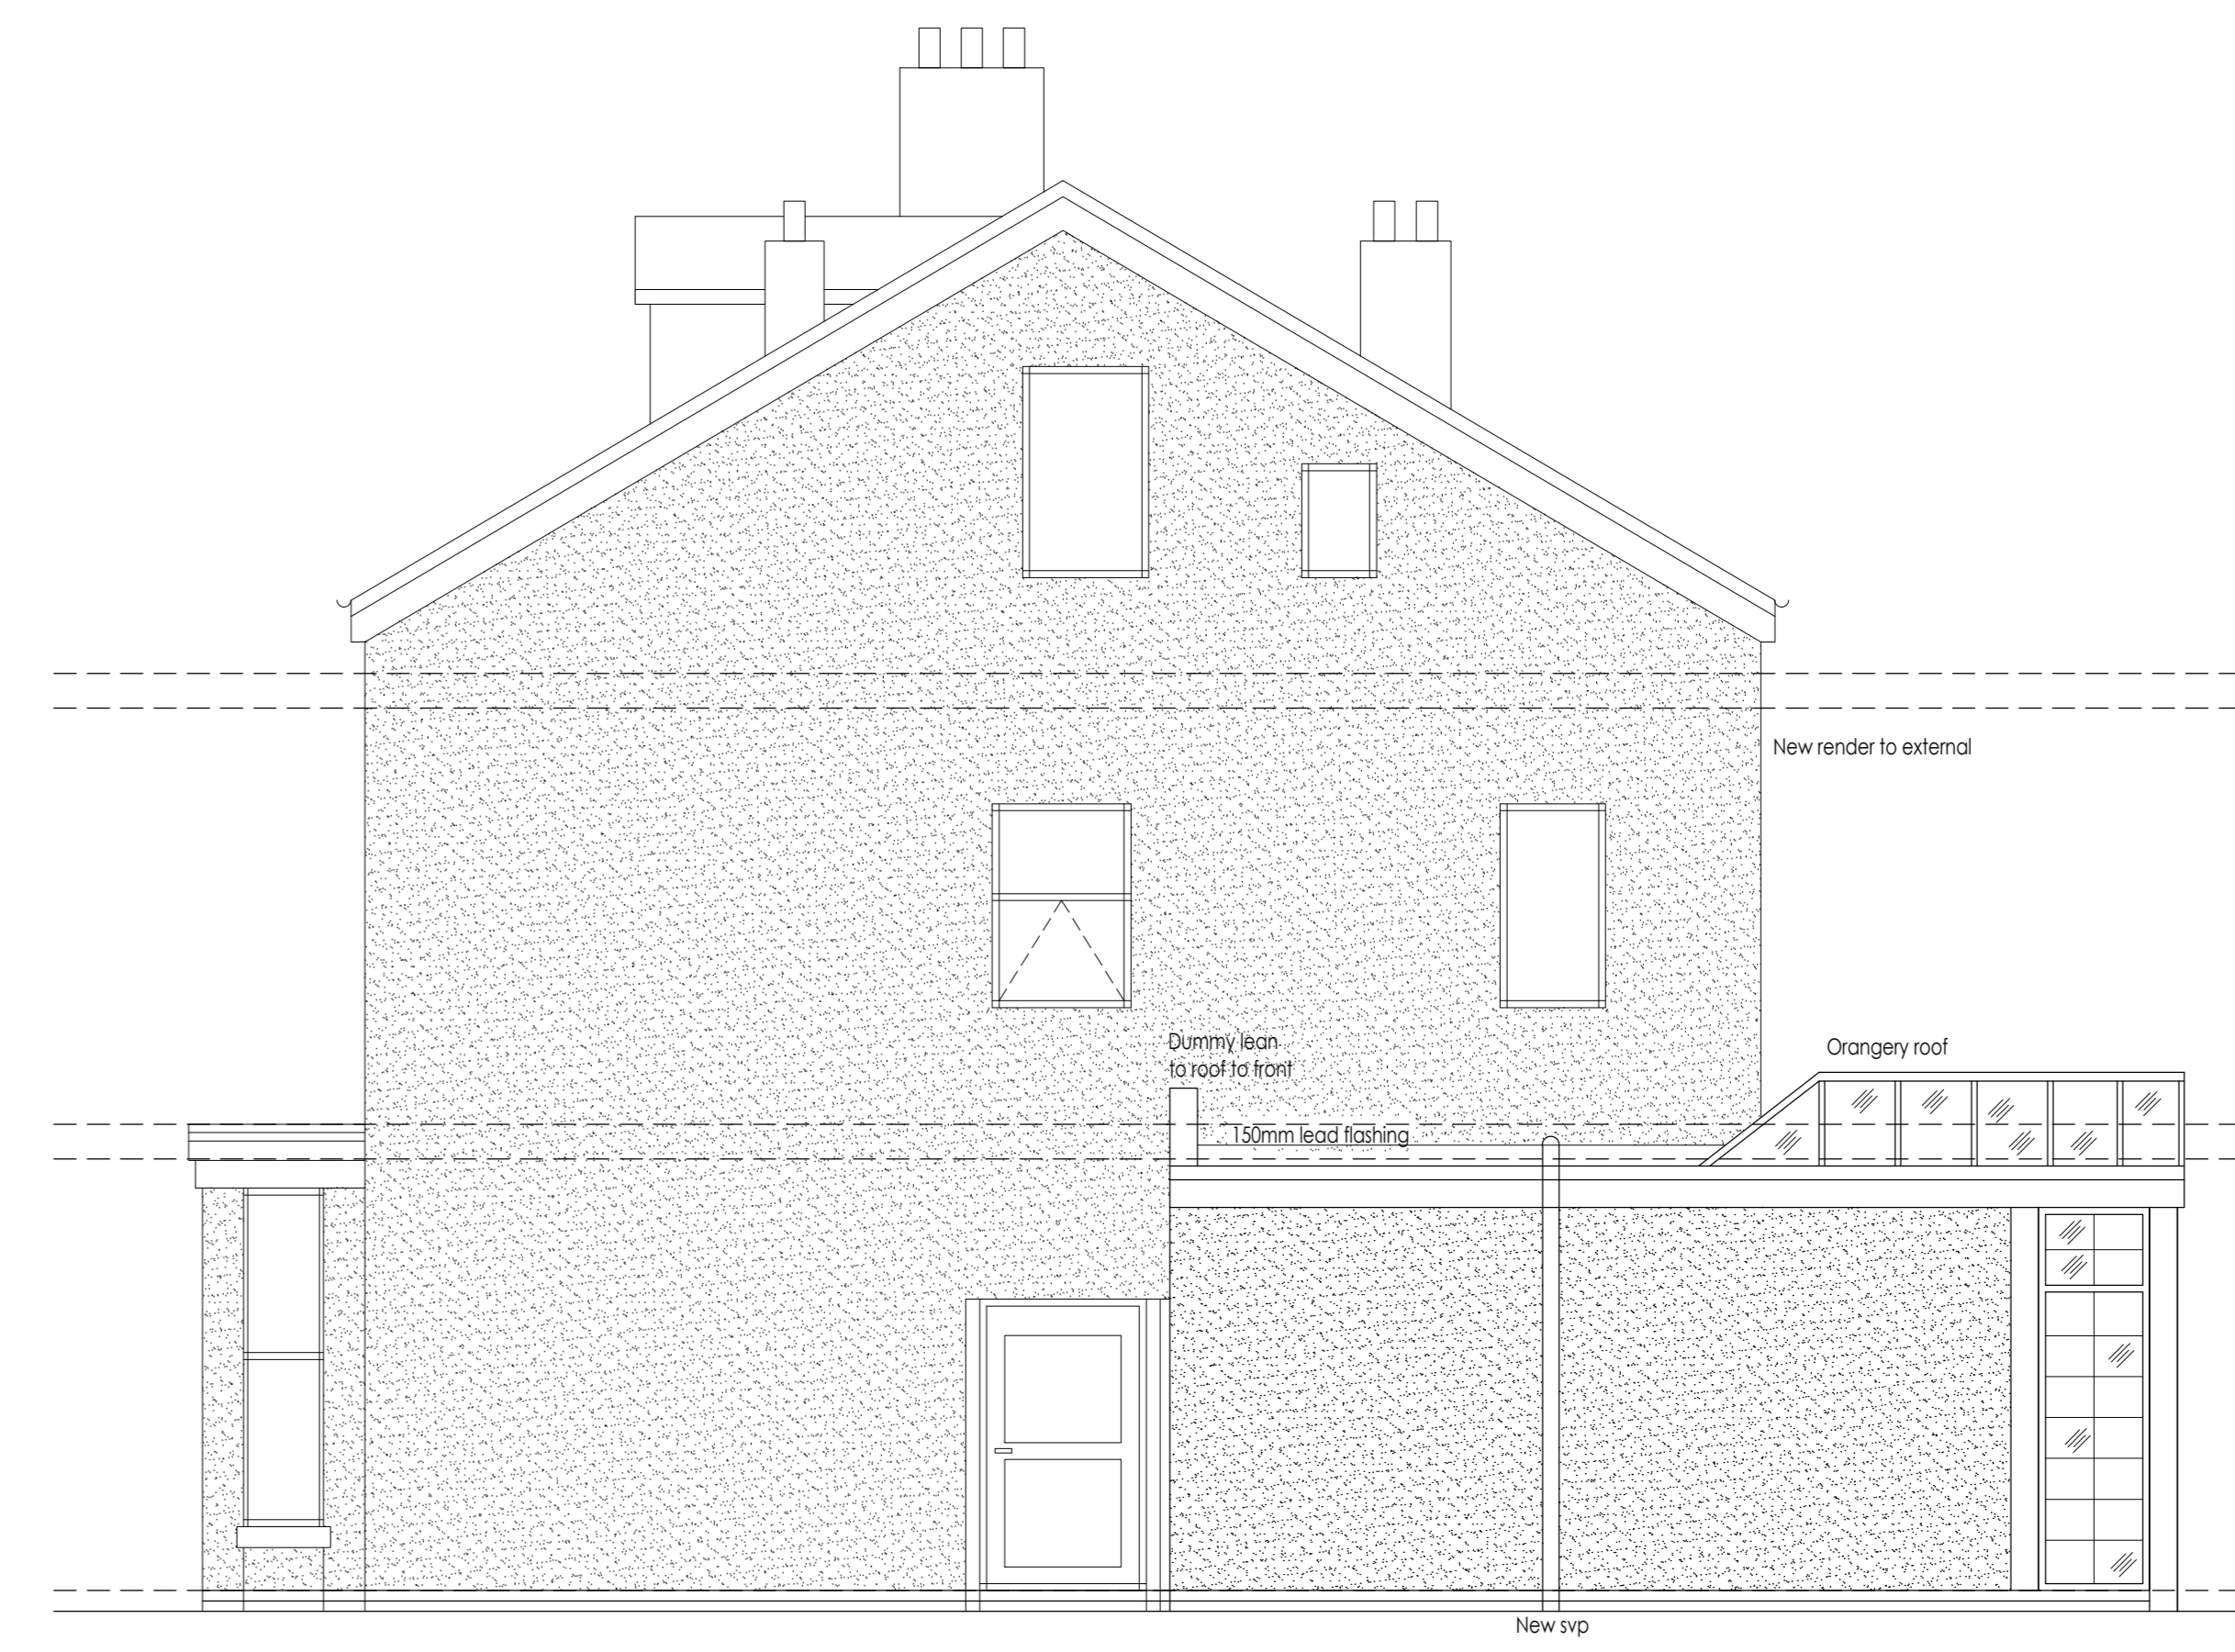 New render to external
Dummy lean
to roof to front
Orangery roof
150mm lead flashing
New svp